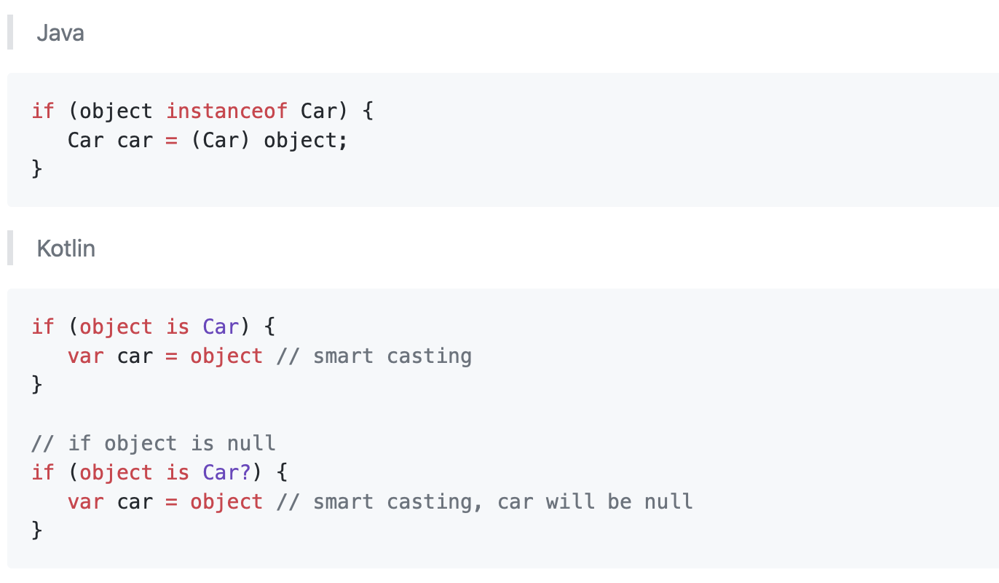 Java
if (object instanceof Car) {
   Car car = (Car) object;
}
Kotlin
if (object is Car) {
   var car = object // smart casting
}
// if object is null
if (object is Car?) {
   var car = object // smart casting, car will be null
}